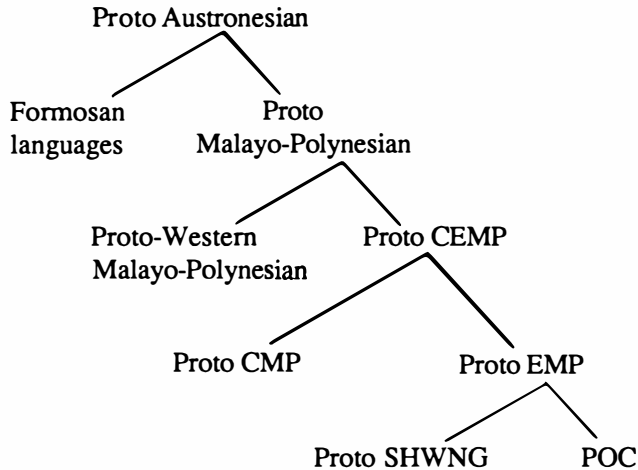 Proto Austronesian
Formosan
languages
Proto
Malayo-Polynesian
Proto-Western
Malayo-Polynesian
Proto CEMP
Proto CMP
Proto EMP
Proto SHWNG
POC